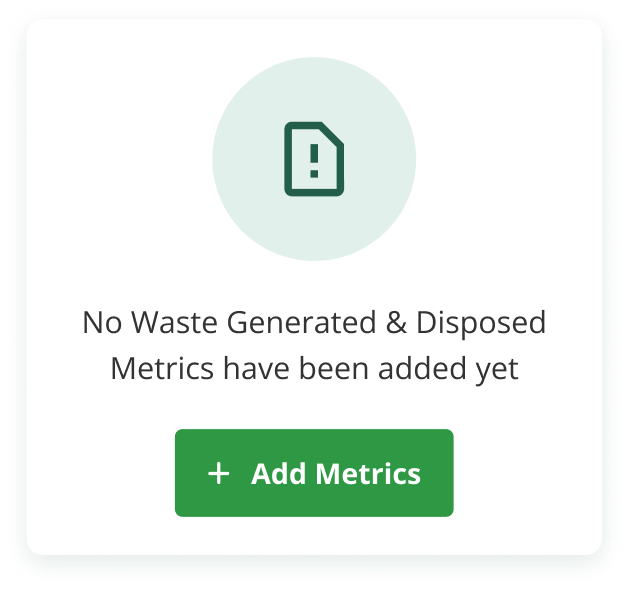 No Waste Generated & Disposed
Metrics have been added yet
+ Add Metrics